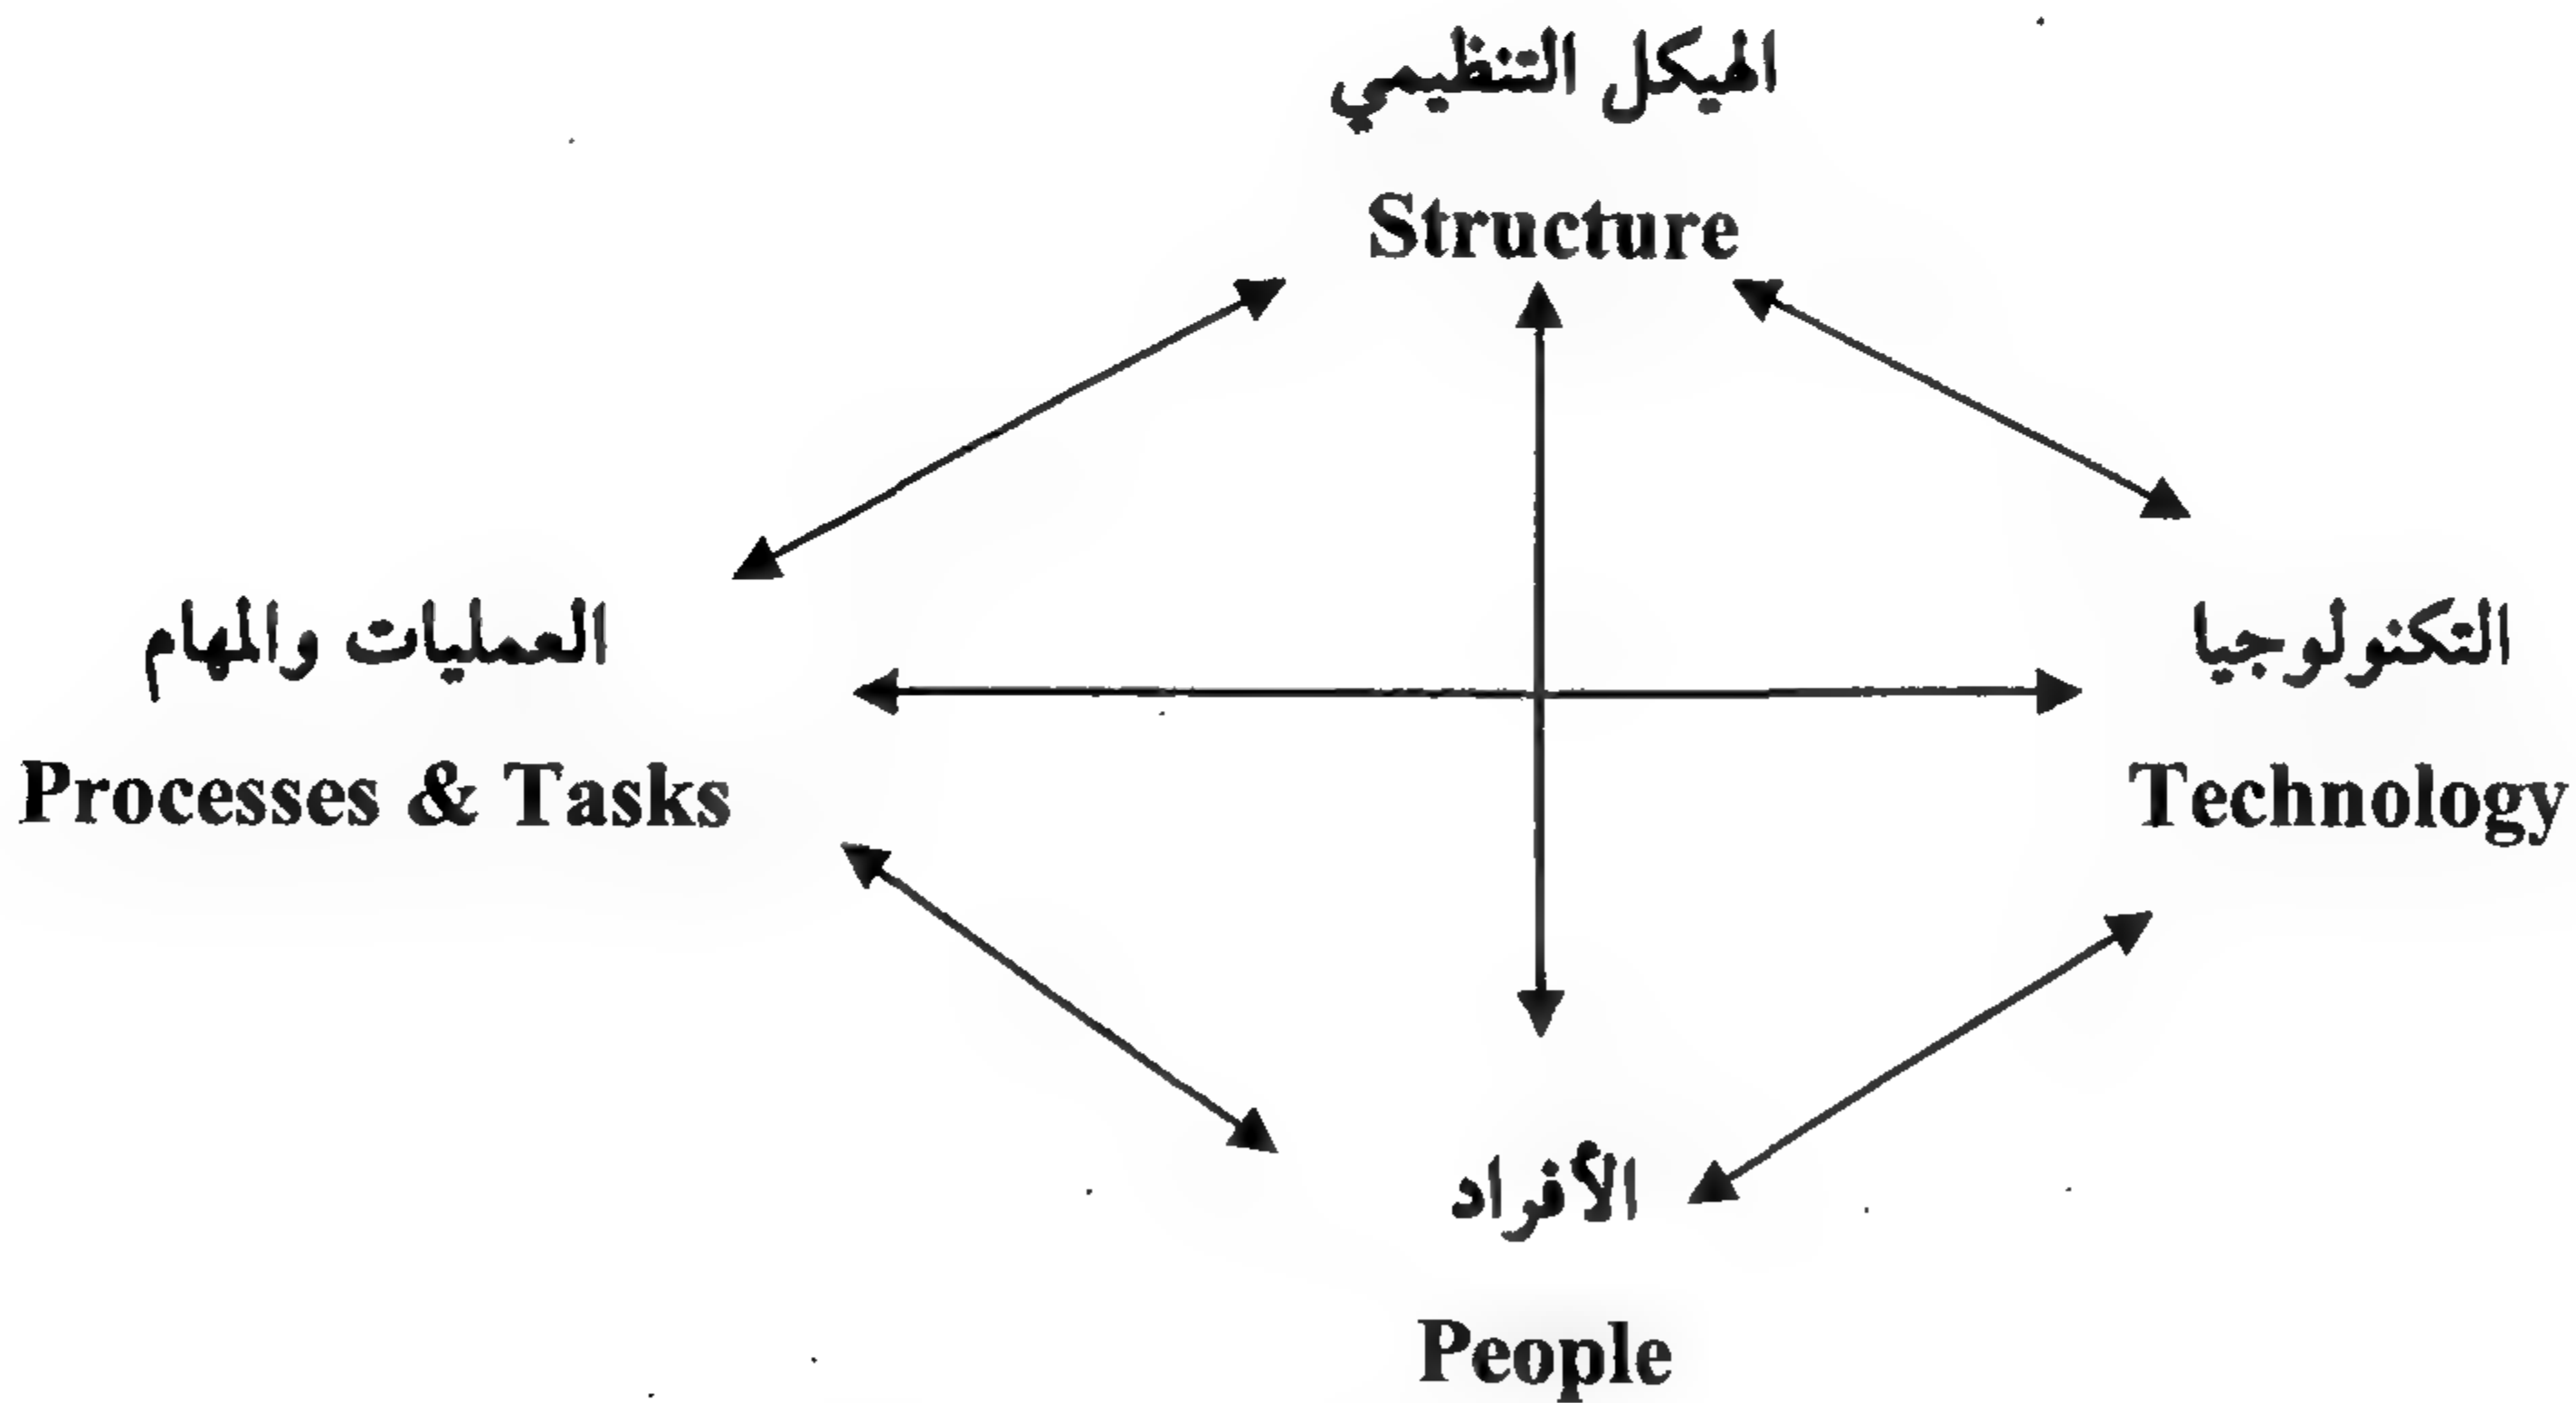 الهيكل التنظيمي
Structure
العمليات والمهام
Processes & Tasks
التكنولوجيا
Technology
الأفراد
People